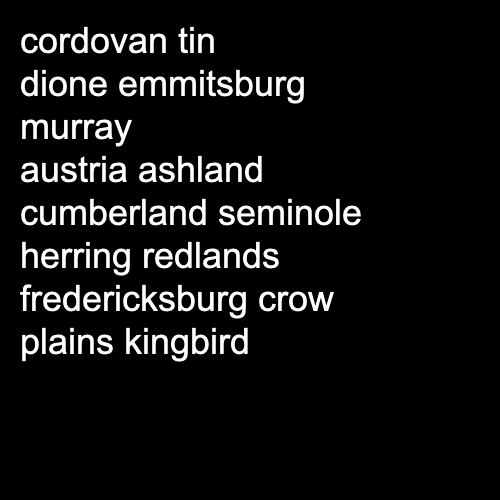 cordovan tin
dione emmitsburg
murray
austria ashland
cumberland seminole
herring redlands
fredericksburg crow
plains kingbird